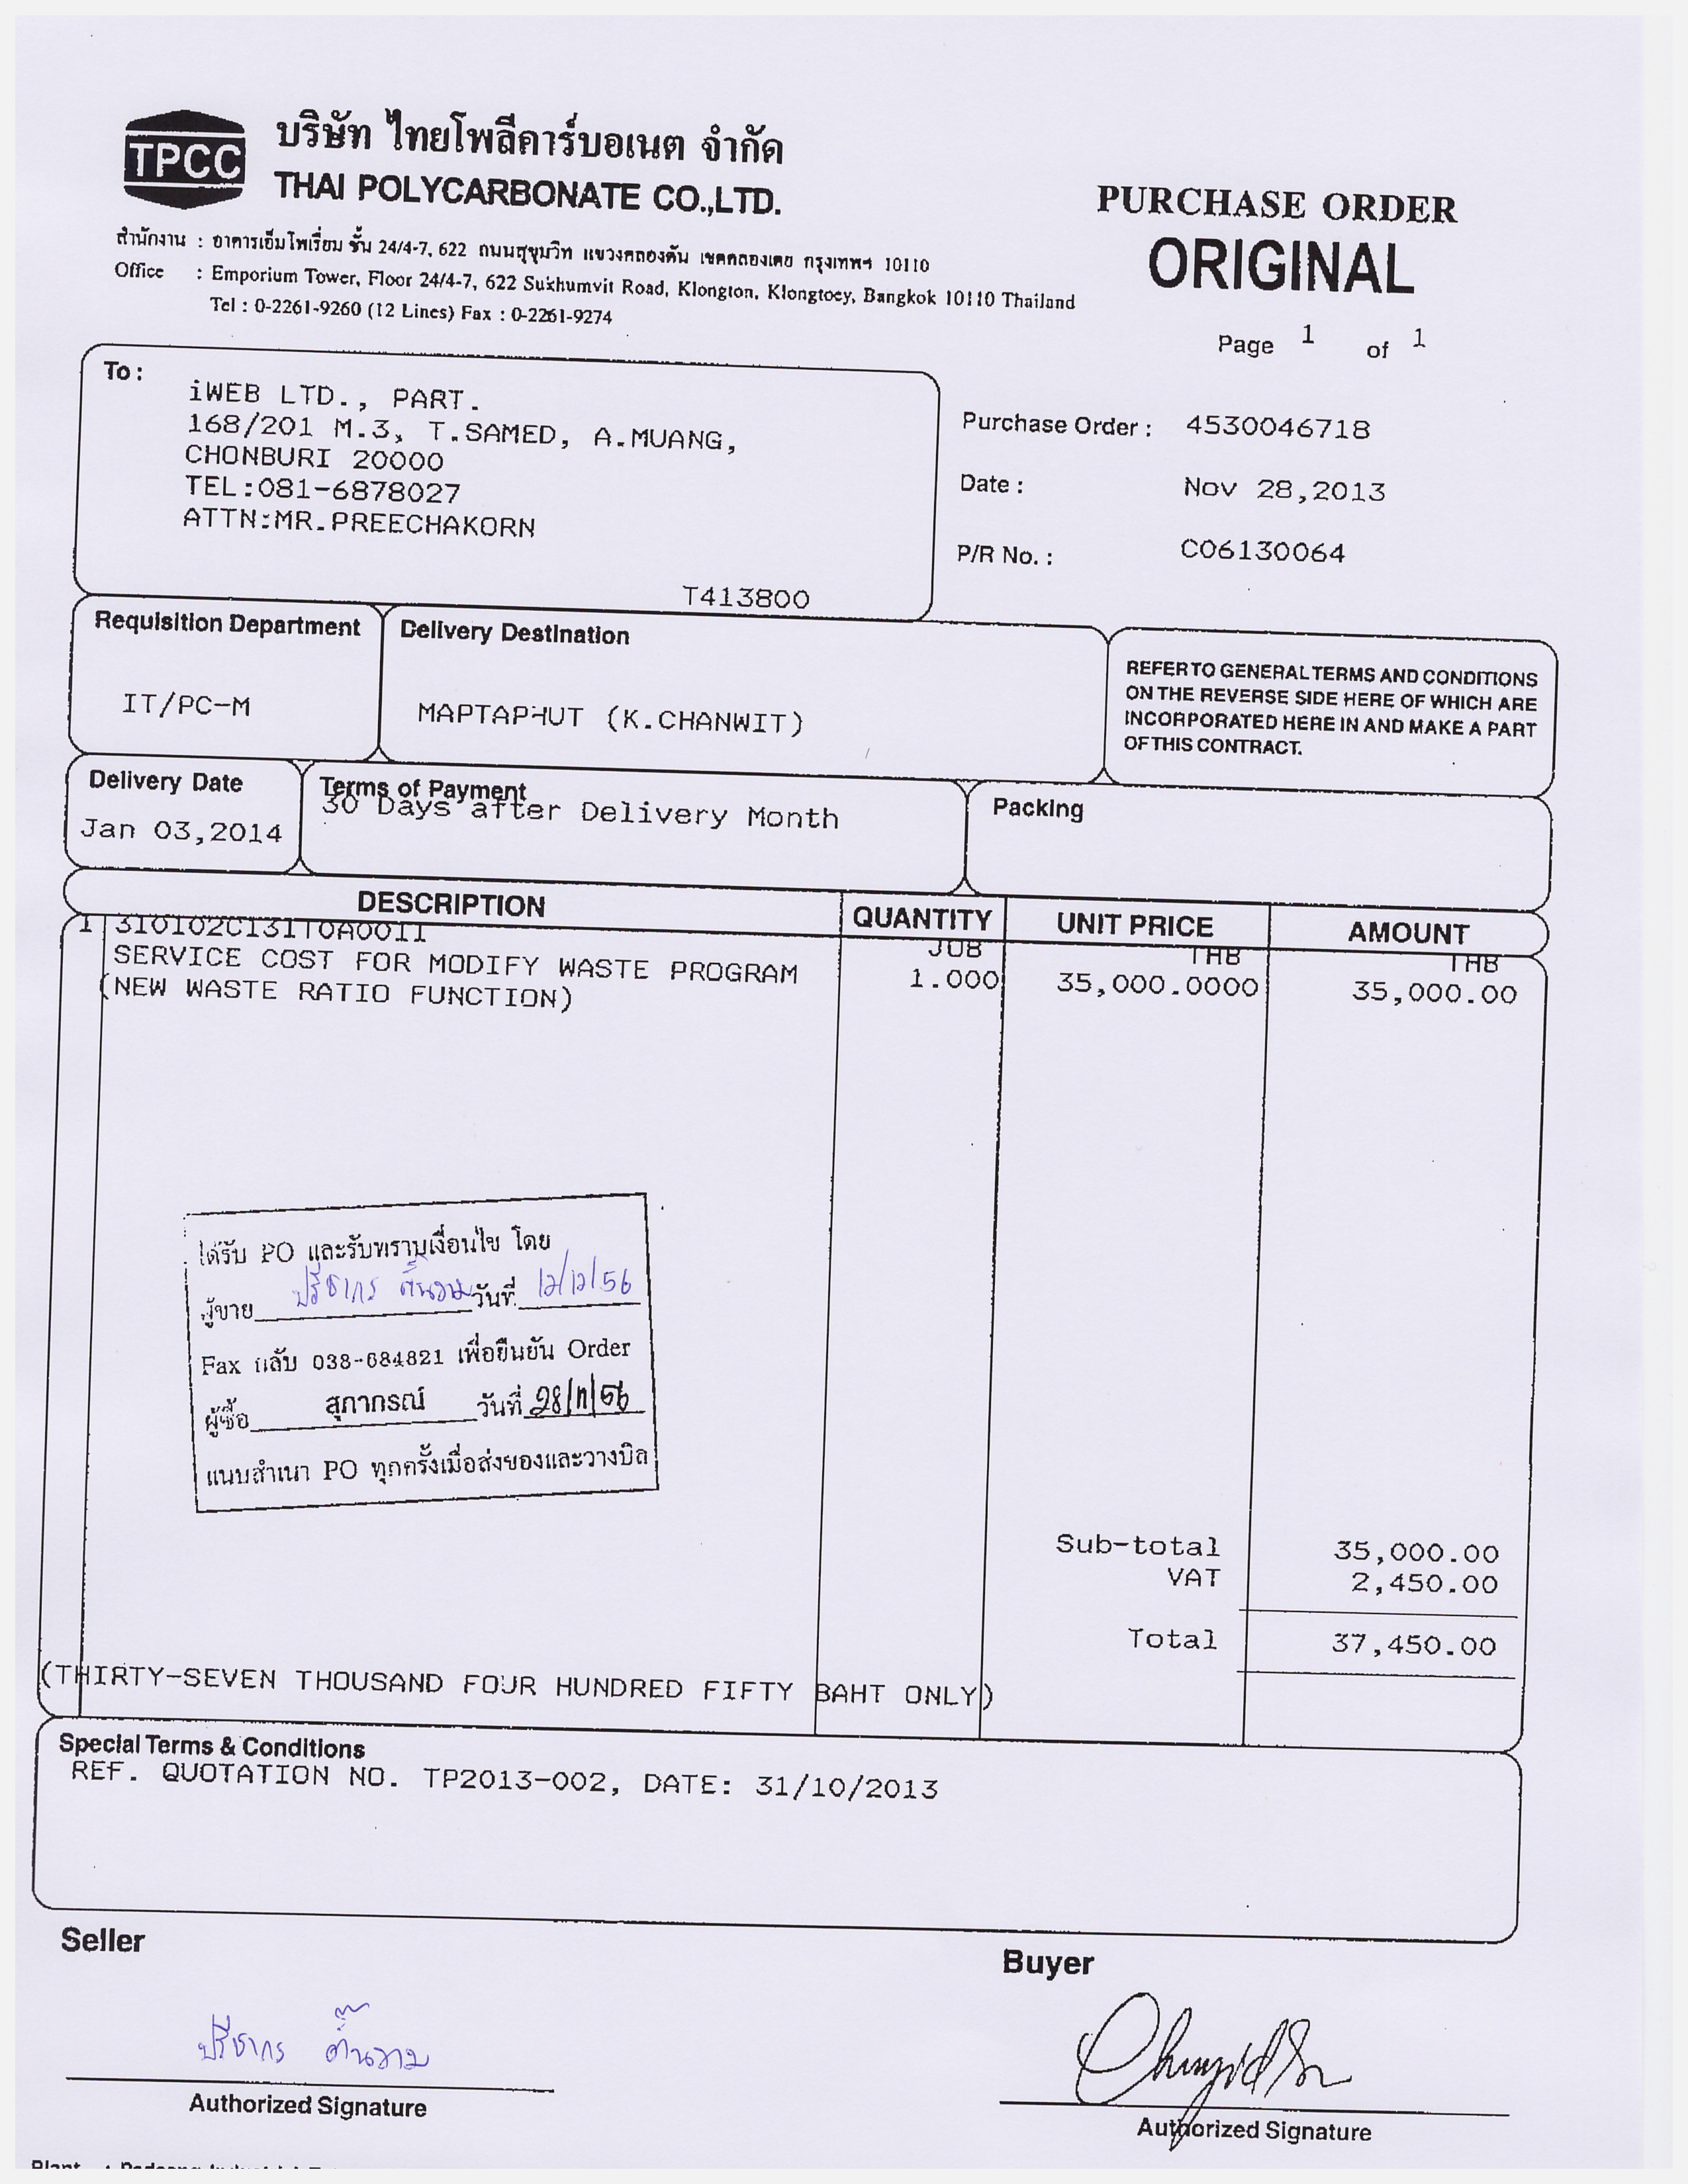 TPCC
บริษัท ไทยโพลีคาร์บอเนต จำกัด
THAI POLYCARBONATE CO.,LTD.
สำนักงาน : อาคารเอ็มโพเรี่ยม ชั้น 24/4-7, 622 ถนนสุขุมวิท แขวงคลองตัน เขตคลองเตย กรุงเทพฯ 10110
Office : Emporium Tower, Floor 24/4-7, 622 Sukhumvit Road, Klongton, Klongtoey, Bangkok 10110 Thailand
Tel : 0-2261-9260 (12 Lines) Fax : 0-2261-9274
PURCHASE ORDER
ORIGINAL
Page 1 of 1
To :
iWEB LTD., PART.
168/201 M.3, T.SAMED, A.MUANG,
CHONBURI 20000
TEL:081-6878027
ATTN:MR.PREECHAKORN
T413800
Purchase Order : 4530046718
Date : Nov 28,2013
P/R No. : C06130064
Requisition Department
IT/PC-M
Delivery Destination
MAPTAPHUT (K.CHANWIT)
REFER TO GENERAL TERMS AND CONDITIONS
ON THE REVERSE SIDE HERE OF WHICH ARE
INCORPORATED HERE IN AND MAKE A PART
OF THIS CONTRACT.
Delivery Date
Jan 03,2014
Terms of Payment
30 Days after Delivery Month
Packing
DESCRIPTION QUANTITY UNIT PRICE AMOUNT
1 310102C131T0A0011 JOB THB THB
SERVICE COST FOR MODIFY WASTE PROGRAM 1.000 35,000.0000 35,000.00
(NEW WASTE RATIO FUNCTION)
ได้รับ PO และรับทราบเงื่อนไข โดย
ผู้ขาย ปรีชากร วันที่ 12/12/56
Fax กลับ 038-684821 เพื่อยืนยัน Order
ผู้ซื้อ สุภาภรณ์ วันที่ 28/11/56
แนบสำเนา PO ทุกครั้งเมื่อส่งของและวางบิล
Sub-total 35,000.00
VAT 2,450.00
Total 37,450.00
(THIRTY-SEVEN THOUSAND FOUR HUNDRED FIFTY BAHT ONLY)
Special Terms & Conditions
REF. QUOTATION NO. TP2013-002, DATE: 31/10/2013
Seller
ปรีชากร
Authorized Signature
Buyer
Authorized Signature